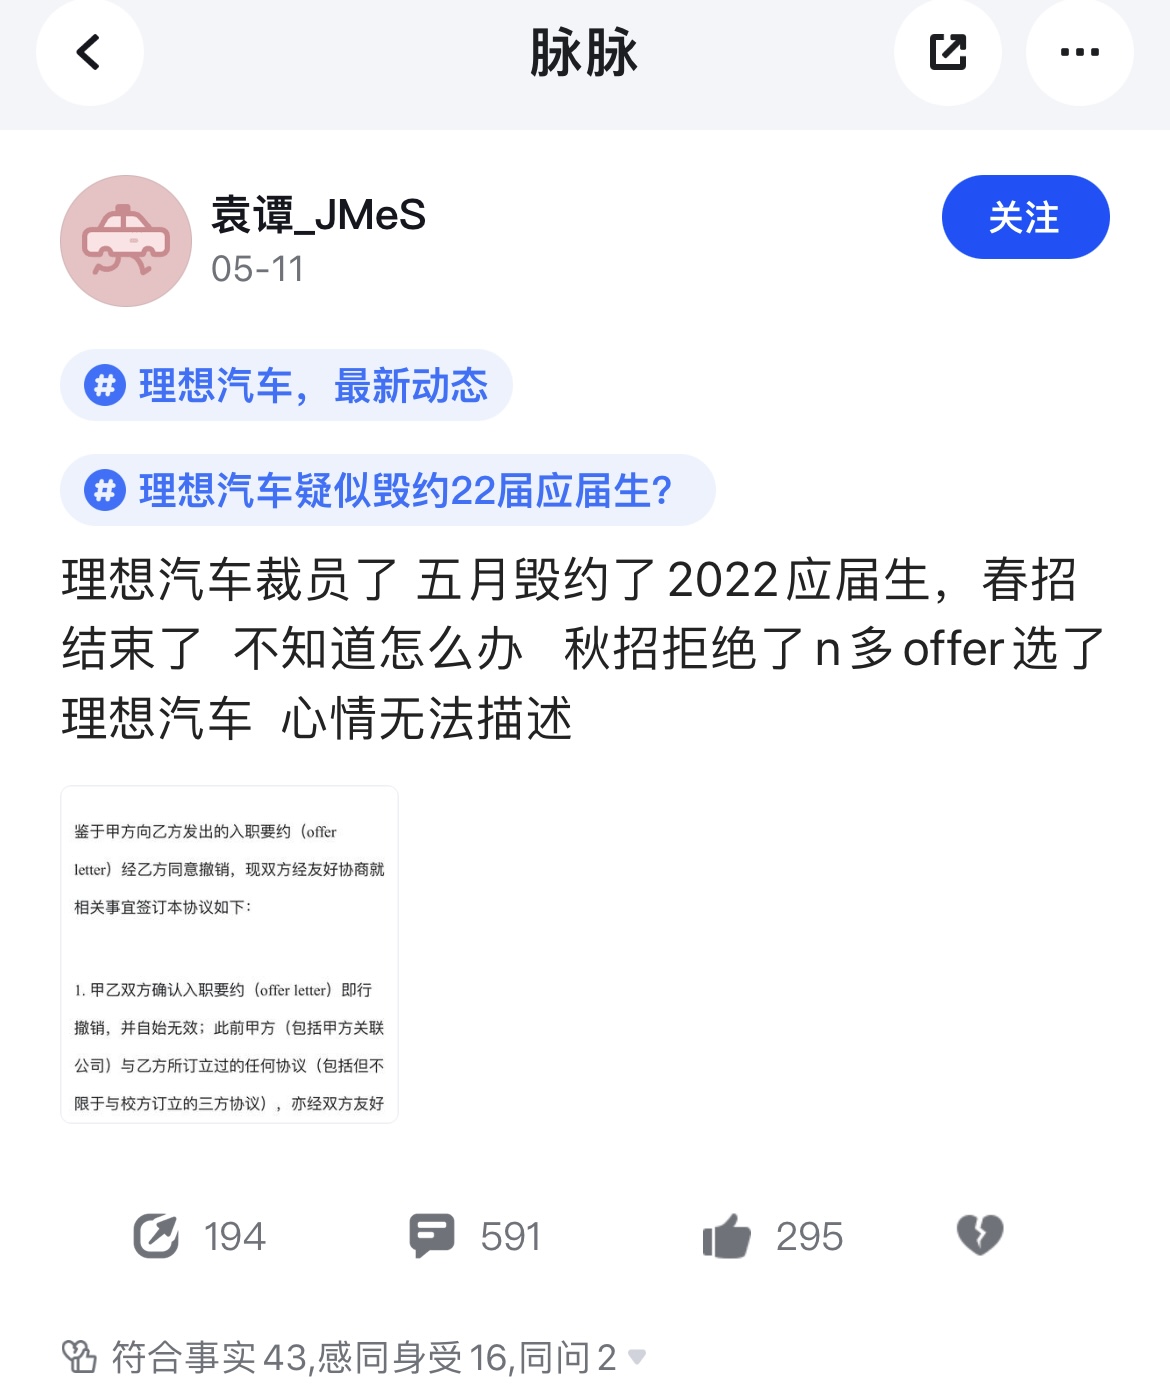 脉脉
袁谭_JMeS
关注
05-11
# 理想汽车，最新动态
# 理想汽车疑似毁约22届应届生?
理想汽车裁员了 五月毁约了2022应届生，春招
结束了 不知道怎么办 秋招拒绝了n多offer选了
理想汽车 心情无法描述
鉴于甲方向乙方发出的入职要约（offer
letter）经乙方同意撤销，现双方经友好协商就
相关事宜签订本协议如下：
1. 甲乙双方确认入职要约（offer letter）即行
撤销，并自始无效；此前甲方（包括甲方关联
公司）与乙方所订立过的任何协议（包括但不
限于与校方订立的三方协议），亦经双方友好
194 591 295
符合事实43,感同身受16,同问2